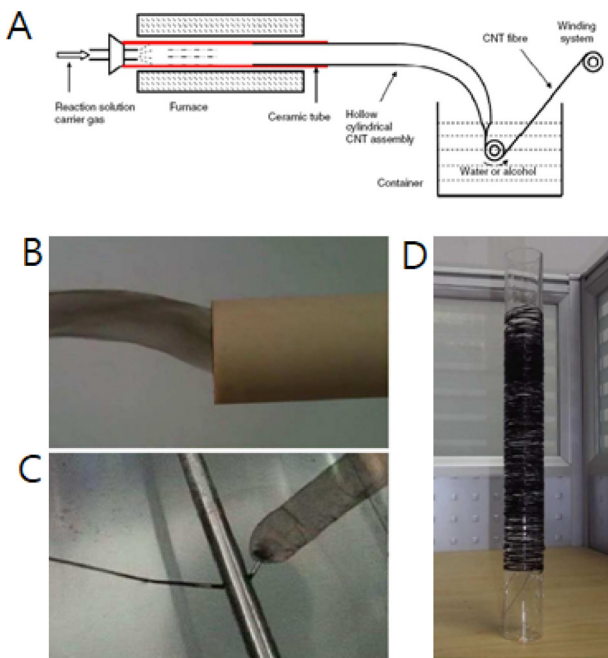 A
CNT fibre
Winding
system
Reaction solution
carrier gas
Furnace
Ceramic tube
Hollow
cylindrical
CNT assembly
Water or alcohol
Container
B
D
C